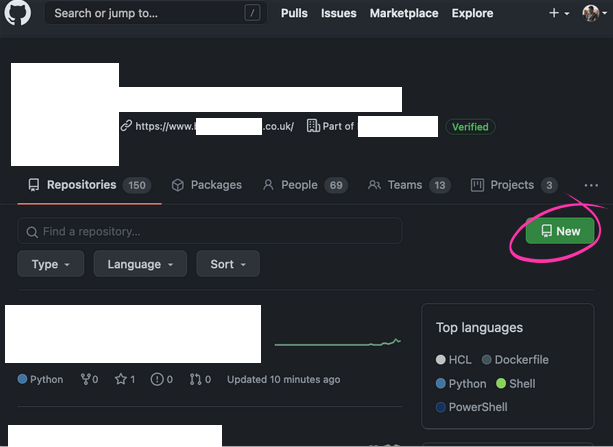 Search or jump to... / Pulls Issues Marketplace Explore
https://www. .co.uk/ Part of Verified
Repositories 150 Packages People 69 Teams 13 Projects 3
Find a repository... New
Type Language Sort
Top languages
HCL Dockerfile
Python 0 1 0 0 Updated 10 minutes ago
Python Shell
PowerShell